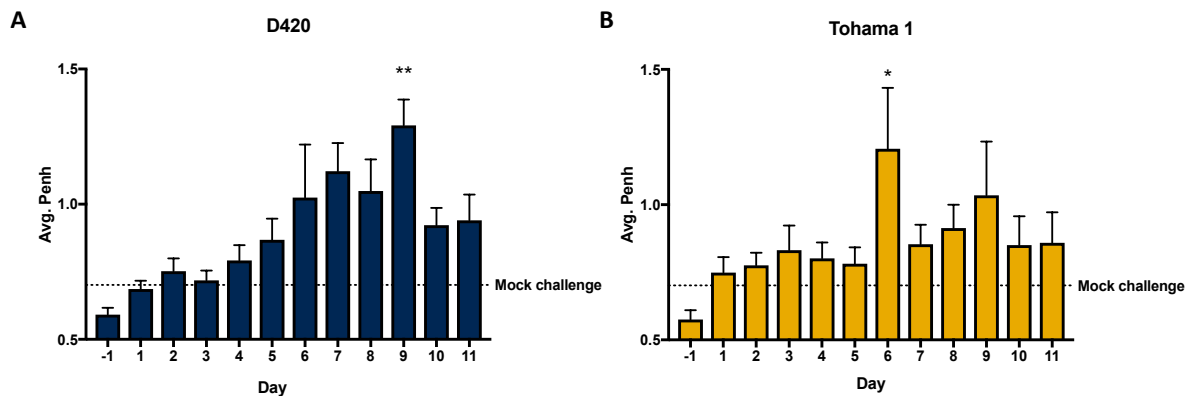 A
D420
1.5
1.0
0.5
Avg. Penh
**
Mock challenge
-1 1 2 3 4 5 6 7 8 9 10 11
Day
B
Tohama 1
1.5
1.0
0.5
Avg. Penh
*
Mock challenge
-1 1 2 3 4 5 6 7 8 9 10 11
Day